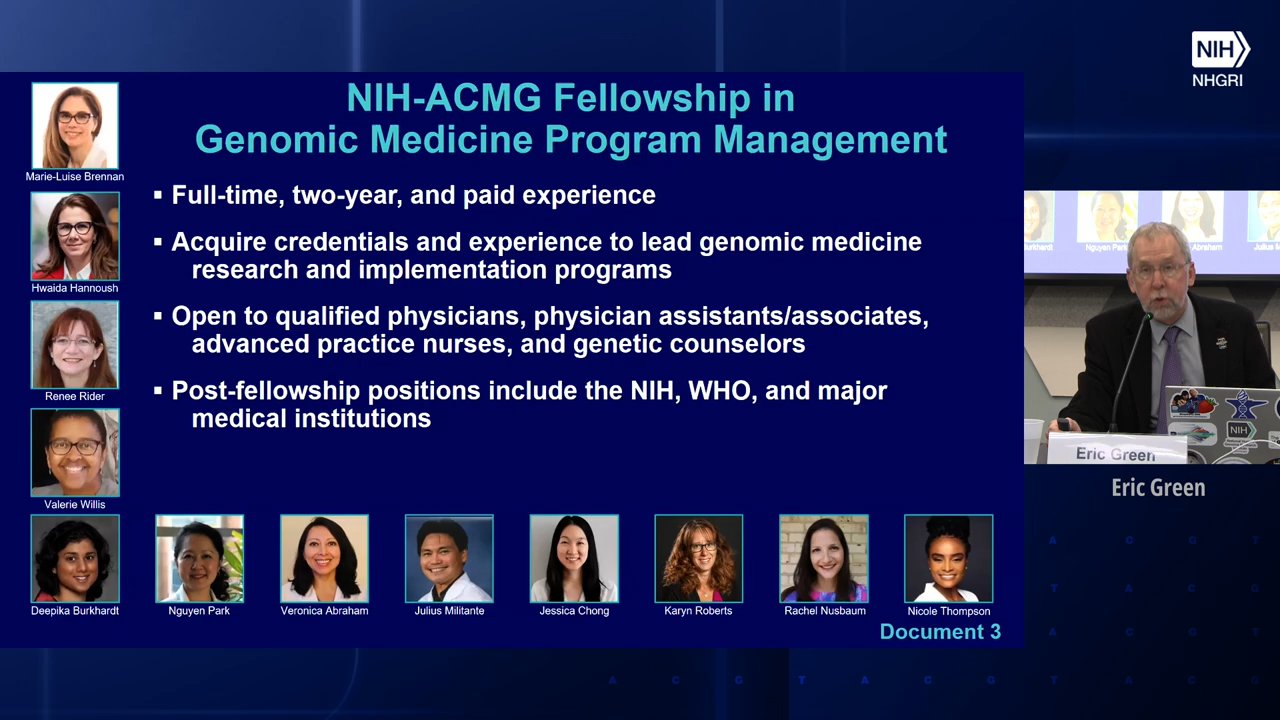 NIH
NHGRI
NIH-ACMG Fellowship in
Genomic Medicine Program Management
Marie-Luise Brennan
▪ Full-time, two-year, and paid experience
▪ Acquire credentials and experience to lead genomic medicine
research and implementation programs
Hwaida Hannoush
▪ Open to qualified physicians, physician assistants/associates,
advanced practice nurses, and genetic counselors
Renee Rider
▪ Post-fellowship positions include the NIH, WHO, and major
medical institutions
Valerie Willis
Deepika Burkhardt
Nguyen Park
Veronica Abraham
Julius Militante
Jessica Chong
Karyn Roberts
Rachel Nusbaum
Nicole Thompson
Document 3
Nguyen Park
Abraham
NIH
Eric Green
Eric Green
A C G T
T A C G
A C G T
A C G T A C G T A C G